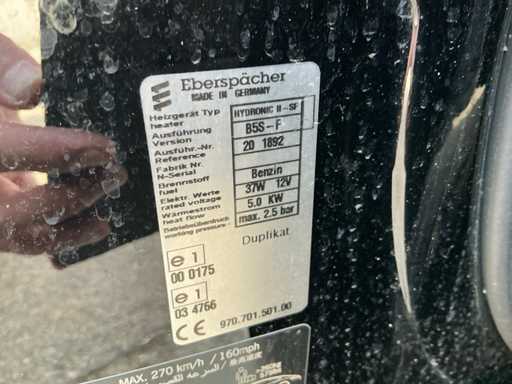 Eberspächer
MADE IN GERMANY
Heizgerät Typ
heater
HYDRONIC II-SF
Ausführung
Version
B5S-F
Ausführ.-Nr.
Reference
20 1892
Fabrik Nr.
N-Serial
Brennstoff
fuel
Benzin
Elektr. Werte
rated voltage
37W 12V
Wärmestrom
heat flow
5.0 KW
Betriebsüberdruck
working pressure
max. 2.5 bar
Duplikat
e 1
00 0175
e 1
03 4766
CE 970.701.501.00
MAX. 270 km/h / 160mph